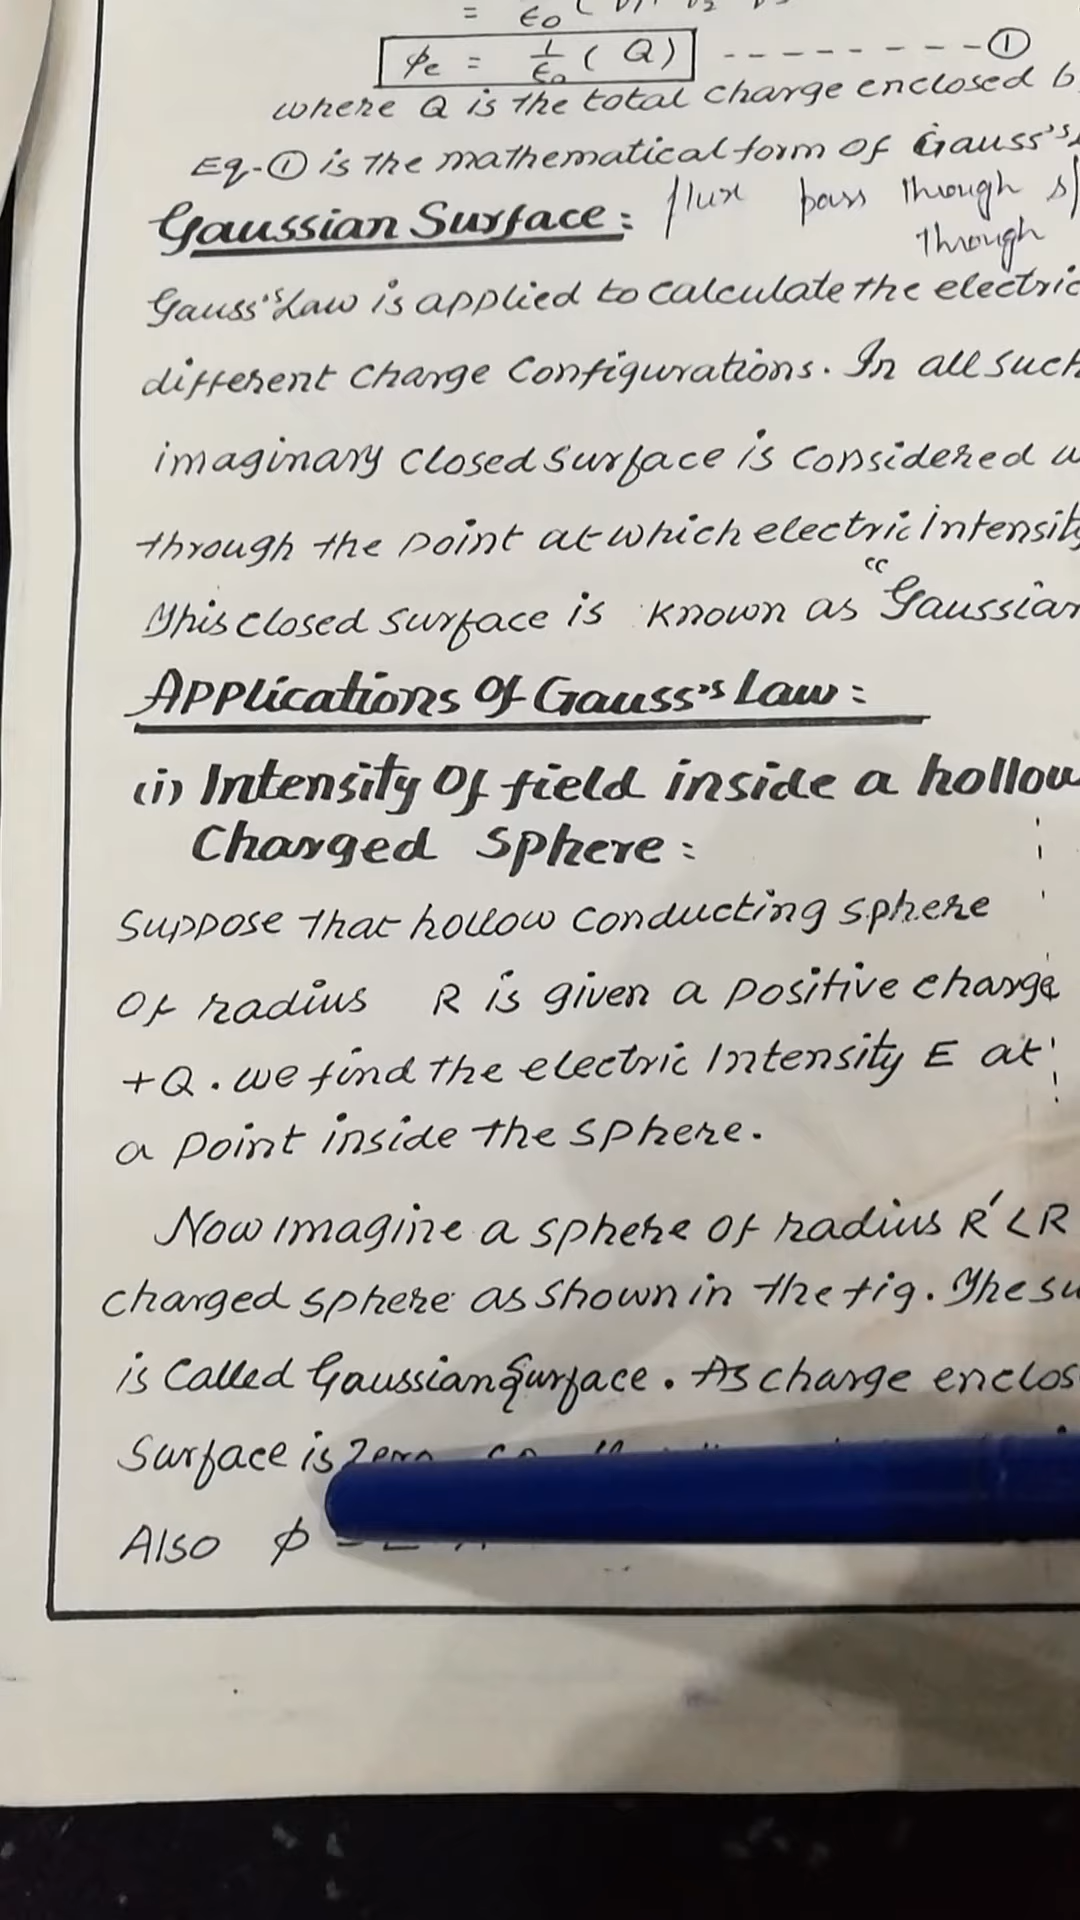 = ε₀ (
φe = 1/ε₀ ( Q ) --------- ①
where Q is the total charge enclosed b
Eq-① is the mathematical form of Gauss's
flux pass through
through
Gaussian Surface:
Gauss's Law is applied to calculate the electric
different charge Configurations. In all such
imaginary closed surface is considered
through the point at which electric intensity
This closed surface is known as "Gaussian
Applications Of Gauss's Law:
(i) Intensity Of field inside a hollow
Charged Sphere:
Suppose that hollow conducting sphere
Of radius R is given a positive charge
+Q. we find the electric Intensity E at
a point inside the sphere.
Now imagine a sphere of radius R' < R
charged sphere as shown in the fig. The su
is Called Gaussian Surface. As charge enclos
Surface is zero
Also φ =